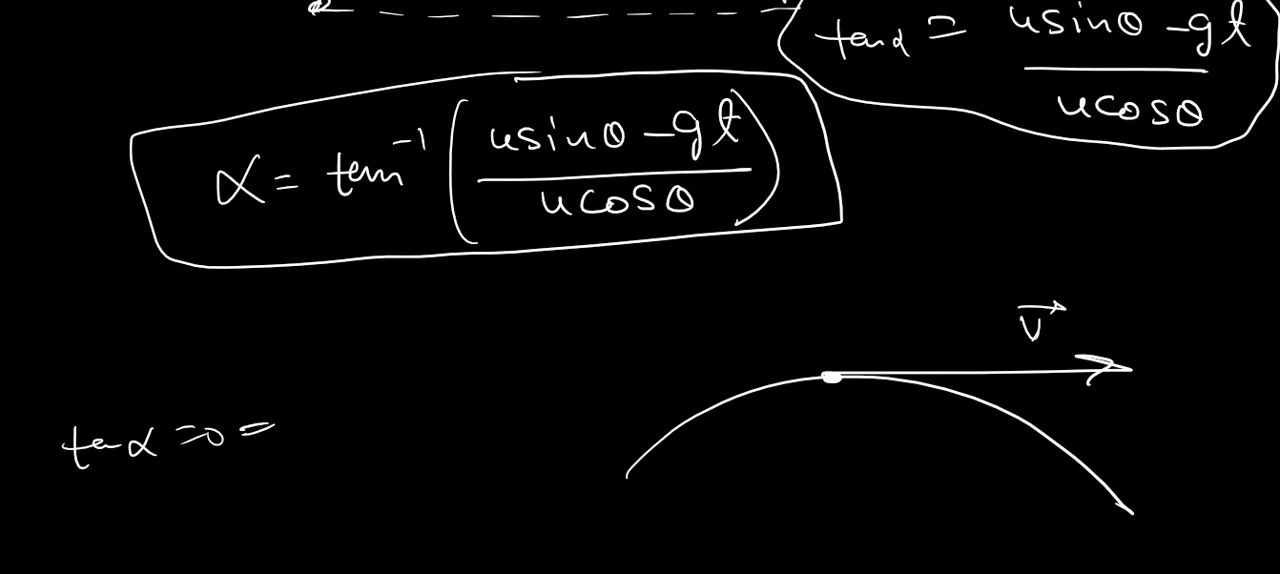 tanα = (usinθ - gt) / (ucosθ)
α = tan⁻¹ ((usinθ - gt) / (ucosθ))
V⃗
tanα = 0 =